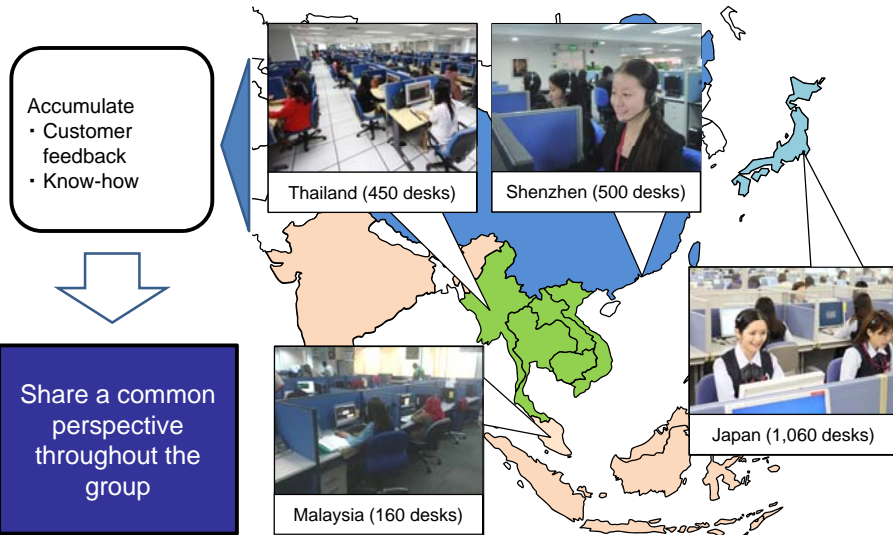 Accumulate
・ Customer
feedback
・ Know-how
Share a common
perspective
throughout the
group
Thailand (450 desks)
Shenzhen (500 desks)
Japan (1,060 desks)
Malaysia (160 desks)